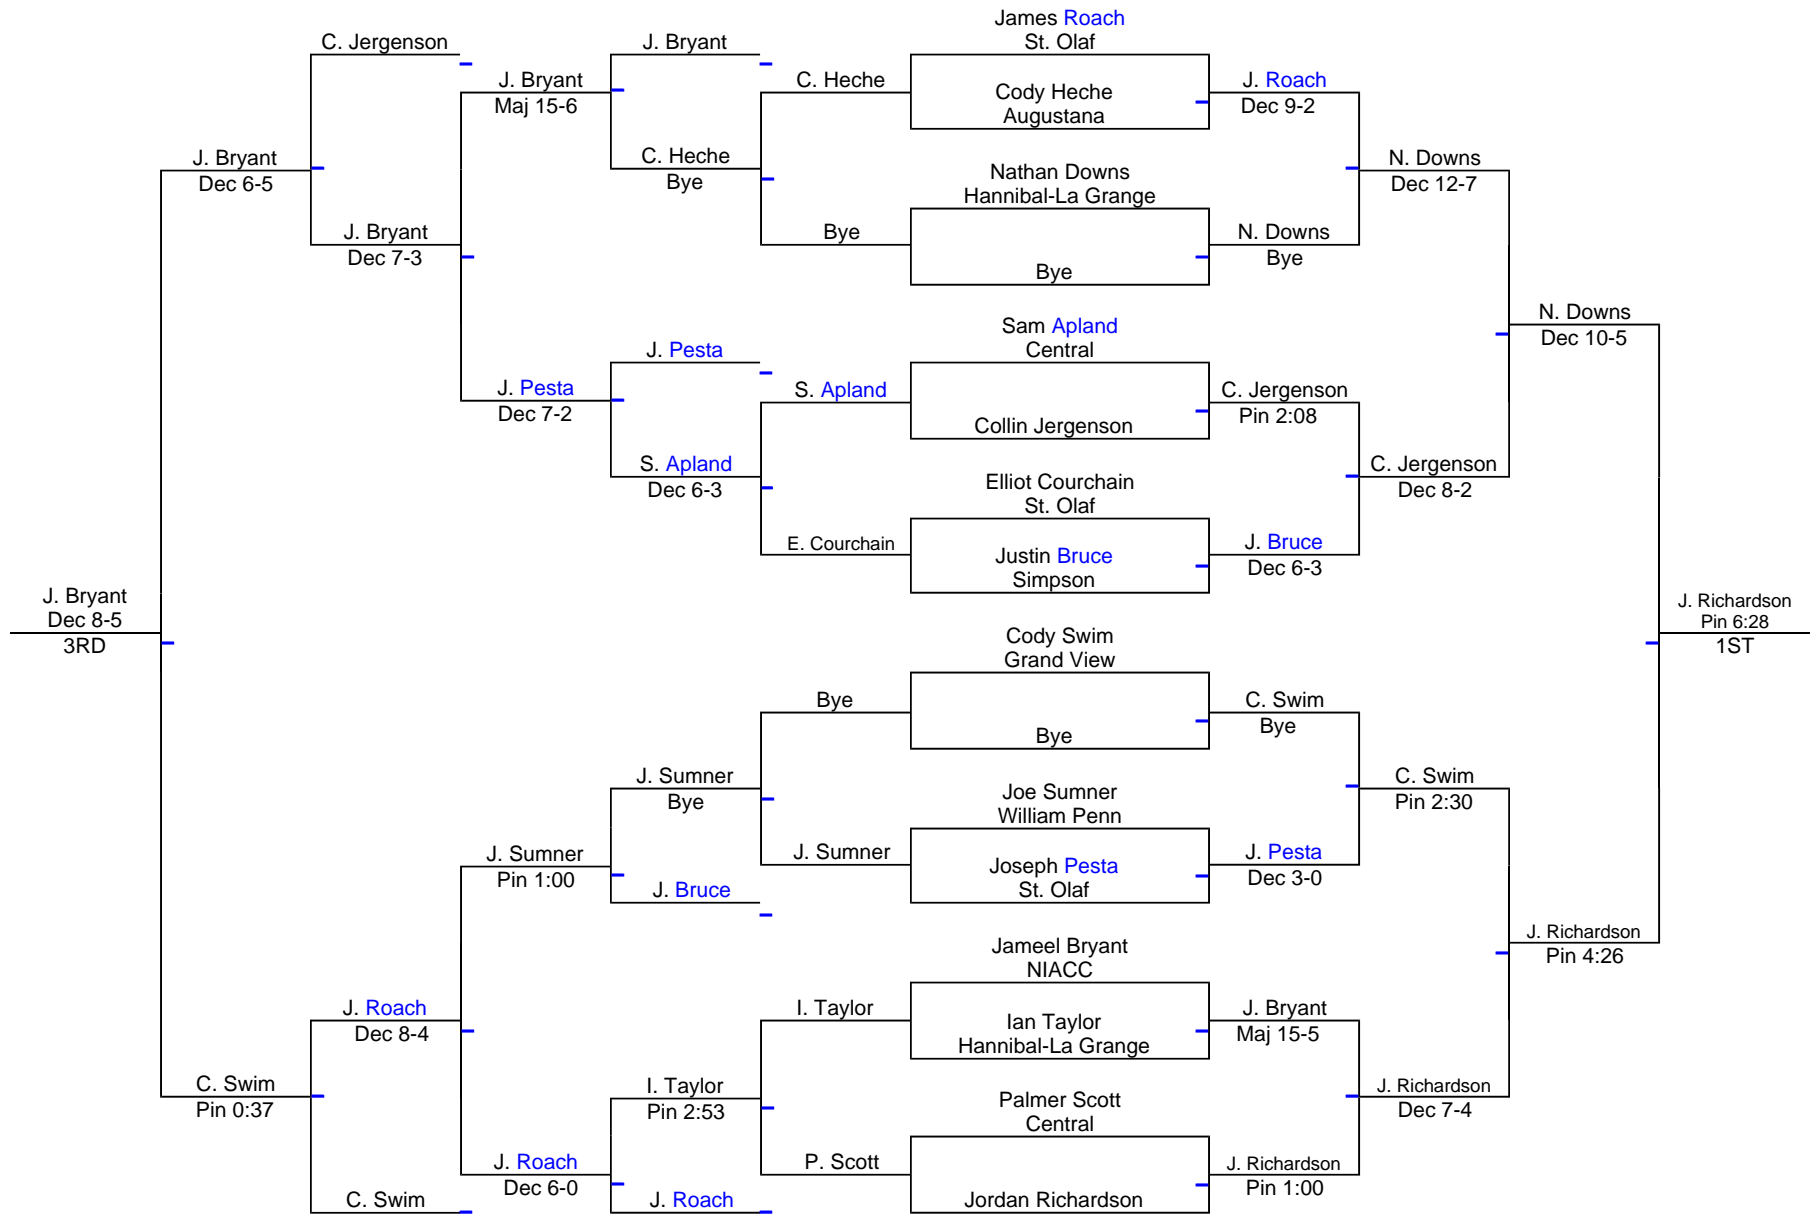 James Roach
St. Olaf
C. Jergenson
J. Bryant
J. Bryant
Maj 15-6
C. Heche
Cody Heche
Augustana
J. Roach
Dec 9-2
J. Bryant
Dec 6-5
C. Heche
Bye
Nathan Downs
Hannibal-La Grange
N. Downs
Dec 12-7
J. Bryant
Dec 7-3
Bye
Bye
N. Downs
Bye
N. Downs
Dec 10-5
J. Pesta
Sam Apland
Central
J. Pesta
Dec 7-2
S. Apland
Collin Jergenson
C. Jergenson
Pin 2:08
S. Apland
Dec 6-3
Elliot Courchain
St. Olaf
C. Jergenson
Dec 8-2
E. Courchain
Justin Bruce
Simpson
J. Bruce
Dec 6-3
J. Bryant
Dec 8-5
3RD
J. Richardson
Pin 6:28
1ST
Cody Swim
Grand View
Bye
Bye
C. Swim
Bye
J. Sumner
Bye
Joe Sumner
William Penn
C. Swim
Pin 2:30
J. Sumner
Pin 1:00
J. Sumner
Joseph Pesta
St. Olaf
J. Pesta
Dec 3-0
J. Bruce
Jameel Bryant
NIACC
J. Richardson
Pin 4:26
J. Roach
Dec 8-4
I. Taylor
Ian Taylor
Hannibal-La Grange
J. Bryant
Maj 15-5
C. Swim
Pin 0:37
I. Taylor
Pin 2:53
Palmer Scott
Central
J. Richardson
Dec 7-4
J. Roach
Dec 6-0
P. Scott
Jordan Richardson
J. Richardson
Pin 1:00
C. Swim
J. Roach